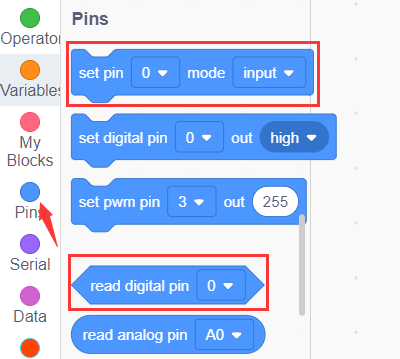 Operator
Variables
My
Blocks
Pins
Serial
Data
Pins
set pin 0 mode input
set digital pin 0 out high
set pwm pin 3 out 255
read digital pin 0
read analog pin A0